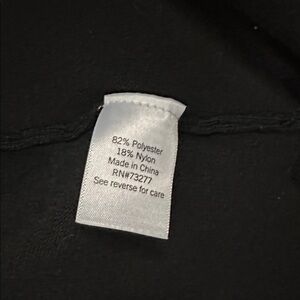 82% Polyester
18% Nylon
Made in China
RN#73277
See reverse for care